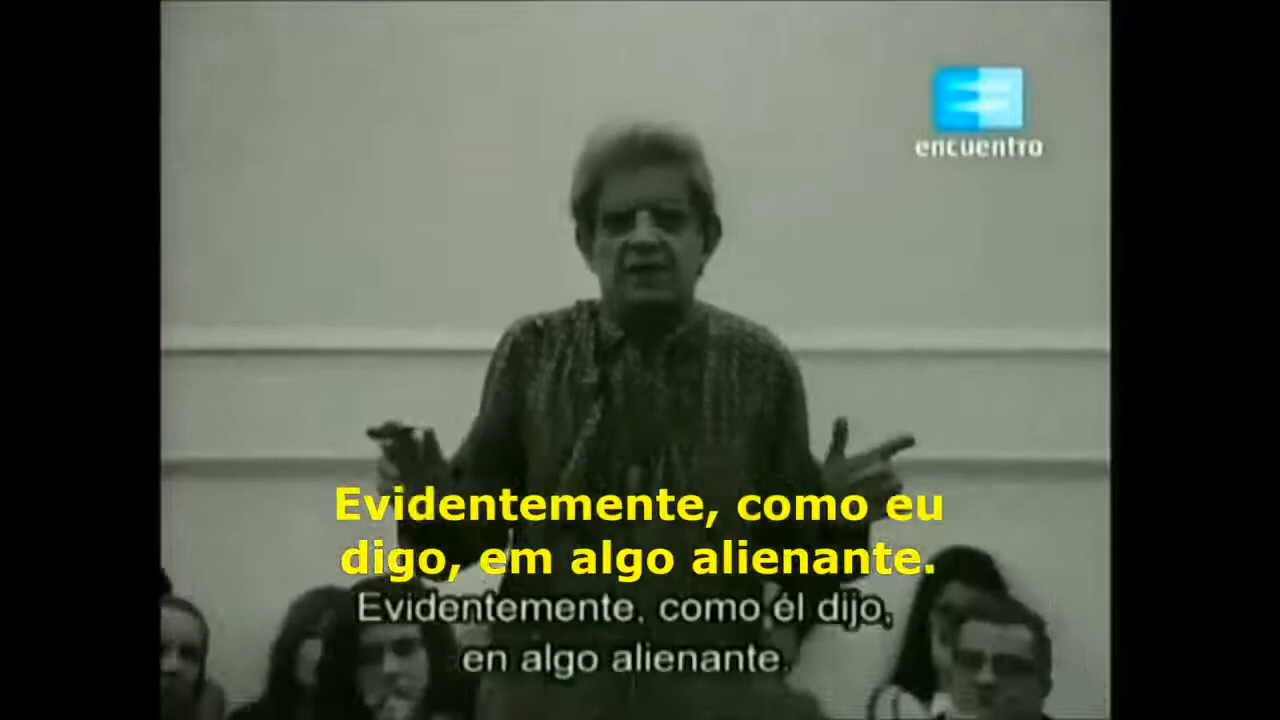 encuentro
Evidentemente, como eu
digo, em algo alienante.
Evidentemente, como él dijo,
en algo alienante.